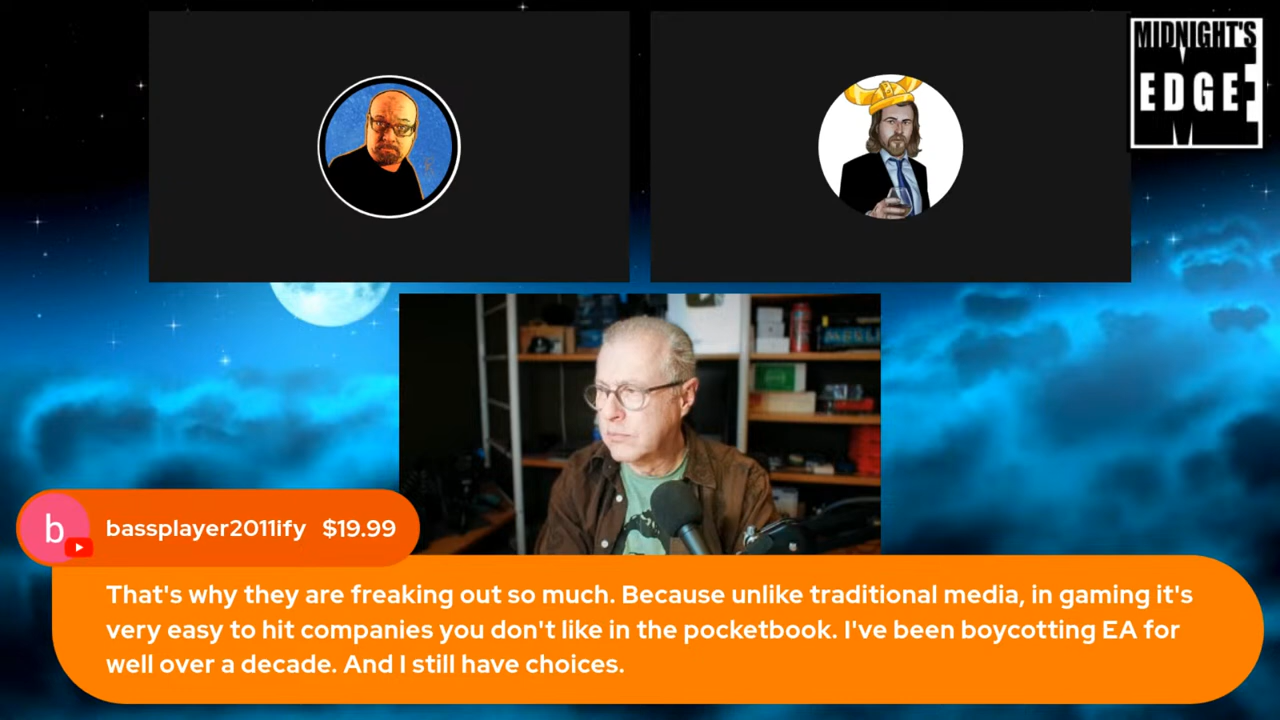 MIDNIGHT'S
EDGE
b
bassplayer2011ify $19.99
That's why they are freaking out so much. Because unlike traditional media, in gaming it's
very easy to hit companies you don't like in the pocketbook. I've been boycotting EA for
well over a decade. And I still have choices.